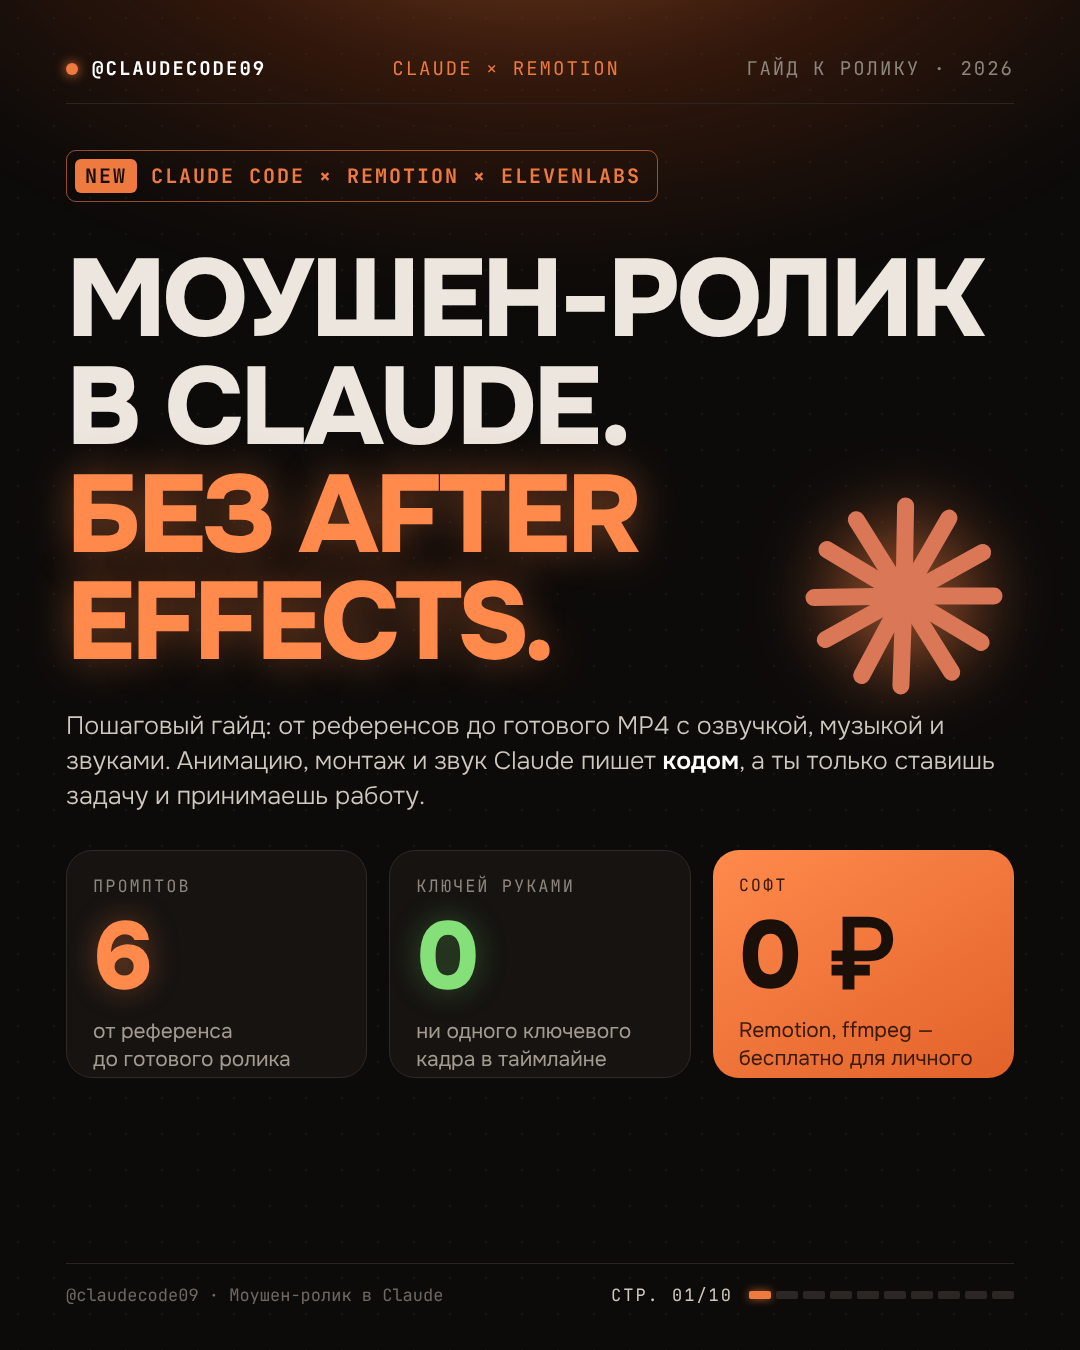 @CLAUDECODE09
CLAUDE × REMOTION
ГАЙД К РОЛИКУ · 2026
NEW CLAUDE CODE × REMOTION × ELEVENLABS
МОУШЕН-РОЛИК
В CLAUDE.
БЕЗ AFTER
EFFECTS.
Пошаговый гайд: от референсов до готового MP4 с озвучкой, музыкой и
звуками. Анимацию, монтаж и звук Claude пишет кодом, а ты только ставишь
задачу и принимаешь работу.
ПРОМПТОВ
6
от референса
до готового ролика
КЛЮЧЕЙ РУКАМИ
0
ни одного ключевого
кадра в таймлайне
СОФТ
0 ₽
Remotion, ffmpeg —
бесплатно для личного
@claudecode09 · Моушен-ролик в Claude
СТР. 01/10